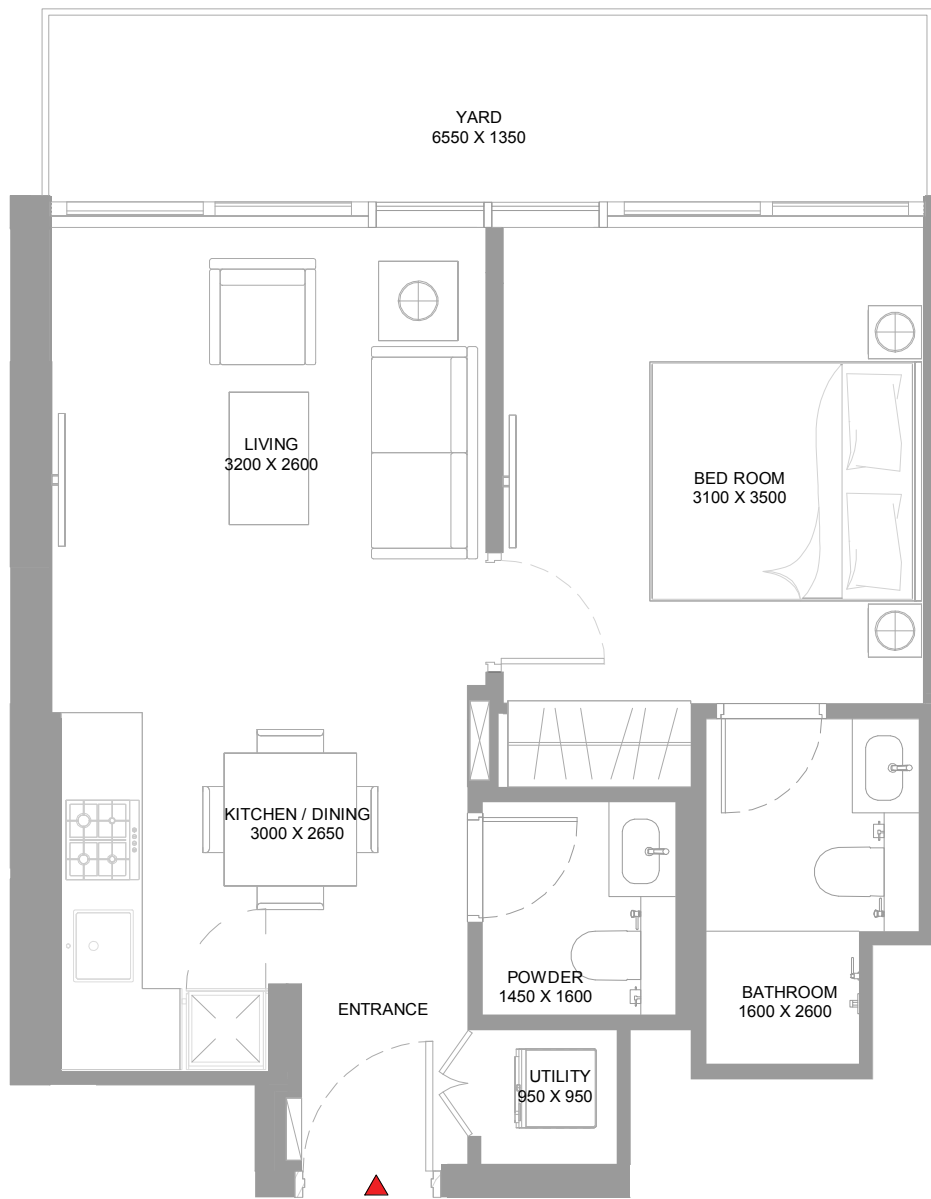 YARD
6550 X 1350
LIVING
3200 X 2600
BED ROOM
3100 X 3500
KITCHEN / DINING
3000 X 2650
POWDER
1450 X 1600
BATHROOM
1600 X 2600
ENTRANCE
UTILITY
950 X 950